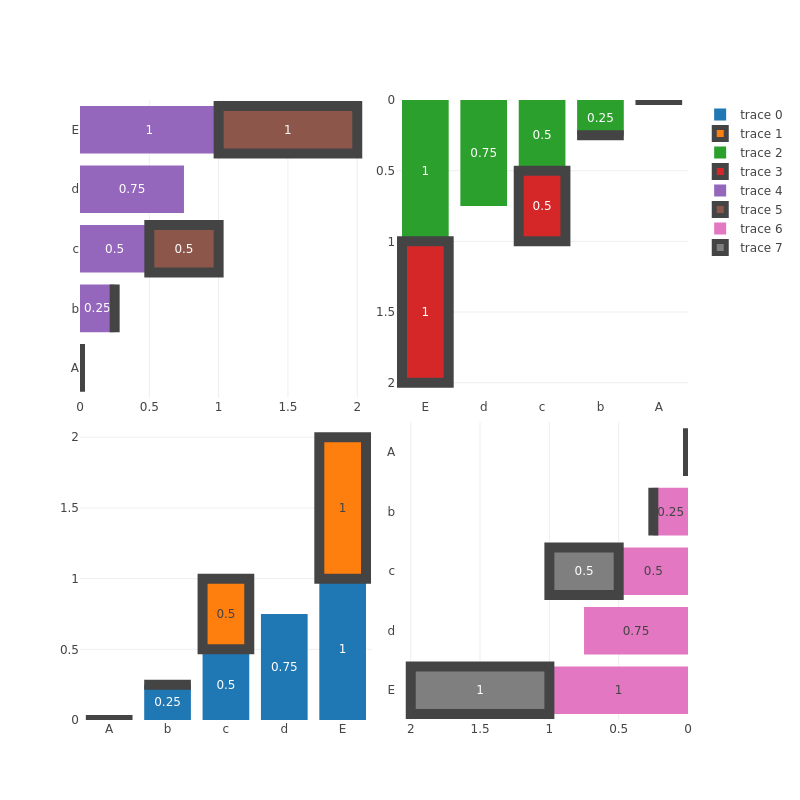 E 1 1
d 0.75
c 0.5 0.5
b 0.25
A
0 0.5 1 1.5 2
0
0.5
1
1.5
2
1 0.75 0.5 0.25
0.5
1
E d c b A
trace 0
trace 1
trace 2
trace 3
trace 4
trace 5
trace 6
trace 7
2
1.5
1
0.5
0
1
0.5
0.25 0.5 0.75 1
A b c d E
A
b 0.25
c 0.5 0.5
d 0.75
E 1 1
2 1.5 1 0.5 0